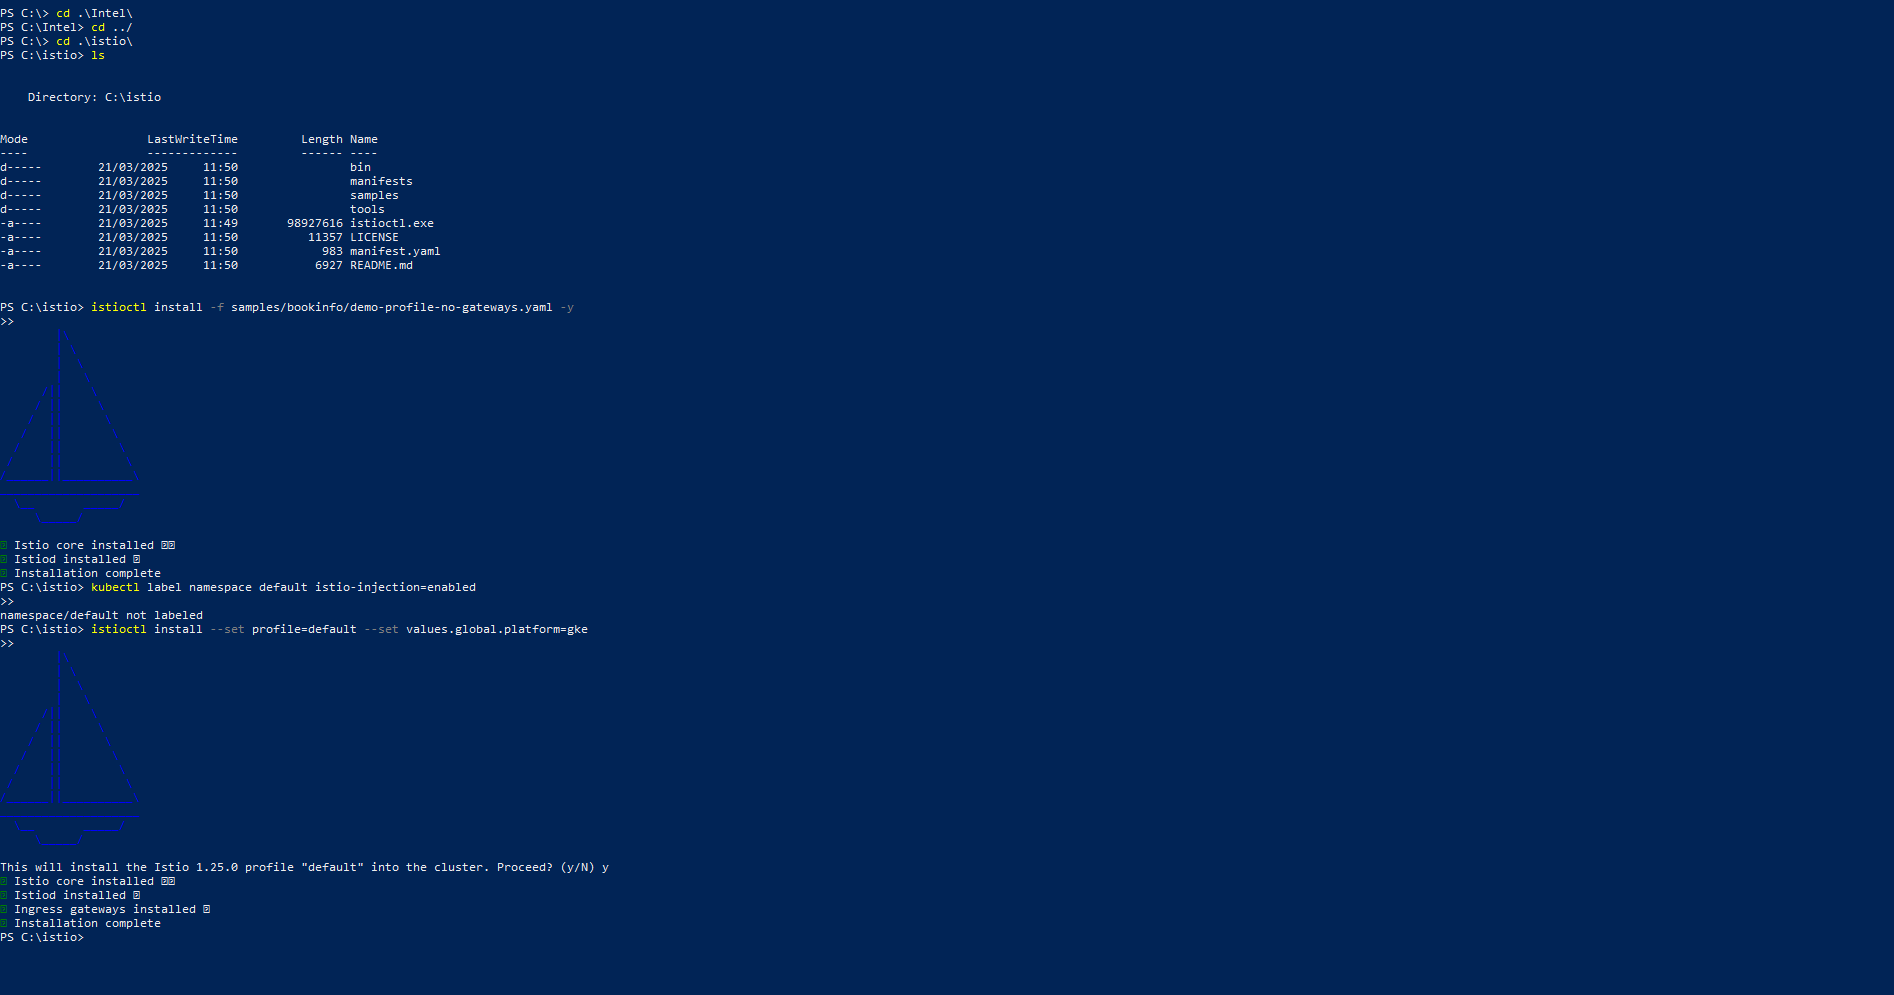 PS C:\> cd .\Intel\
PS C:\Intel> cd ../
PS C:\> cd .\istio\
PS C:\istio> ls
Directory: C:\istio
Mode LastWriteTime Length Name
---- ------------- ------ ----
d----- 21/03/2025 11:50 bin
d----- 21/03/2025 11:50 manifests
d----- 21/03/2025 11:50 samples
d----- 21/03/2025 11:50 tools
-a---- 21/03/2025 11:49 98927616 istioctl.exe
-a---- 21/03/2025 11:50 11357 LICENSE
-a---- 21/03/2025 11:50 983 manifest.yaml
-a---- 21/03/2025 11:50 6927 README.md
PS C:\istio> istioctl install -f samples/bookinfo/demo-profile-no-gateways.yaml -y
>>
Istio core installed
Istiod installed
Installation complete
PS C:\istio> kubectl label namespace default istio-injection=enabled
>>
namespace/default not labeled
PS C:\istio> istioctl install --set profile=default --set values.global.platform=gke
>>
This will install the Istio 1.25.0 profile "default" into the cluster. Proceed? (y/N) y
Istio core installed
Istiod installed
Ingress gateways installed
Installation complete
PS C:\istio>